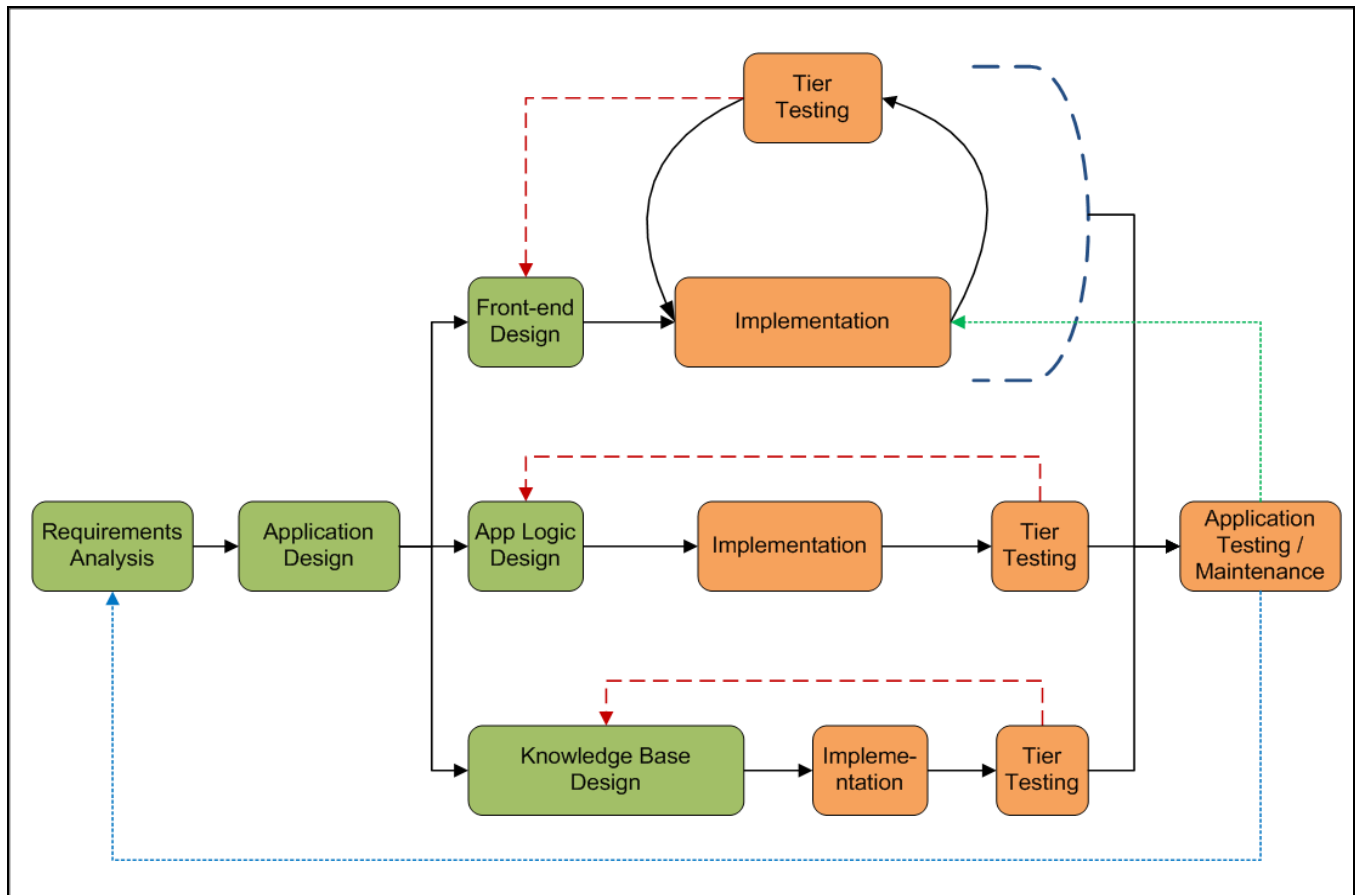 Tier
Testing
Front-end
Design
Implementation
Requirements
Analysis
Application
Design
App Logic
Design
Implementation
Tier
Testing
Application
Testing /
Maintenance
Knowledge Base
Design
Impleme-
ntation
Tier
Testing